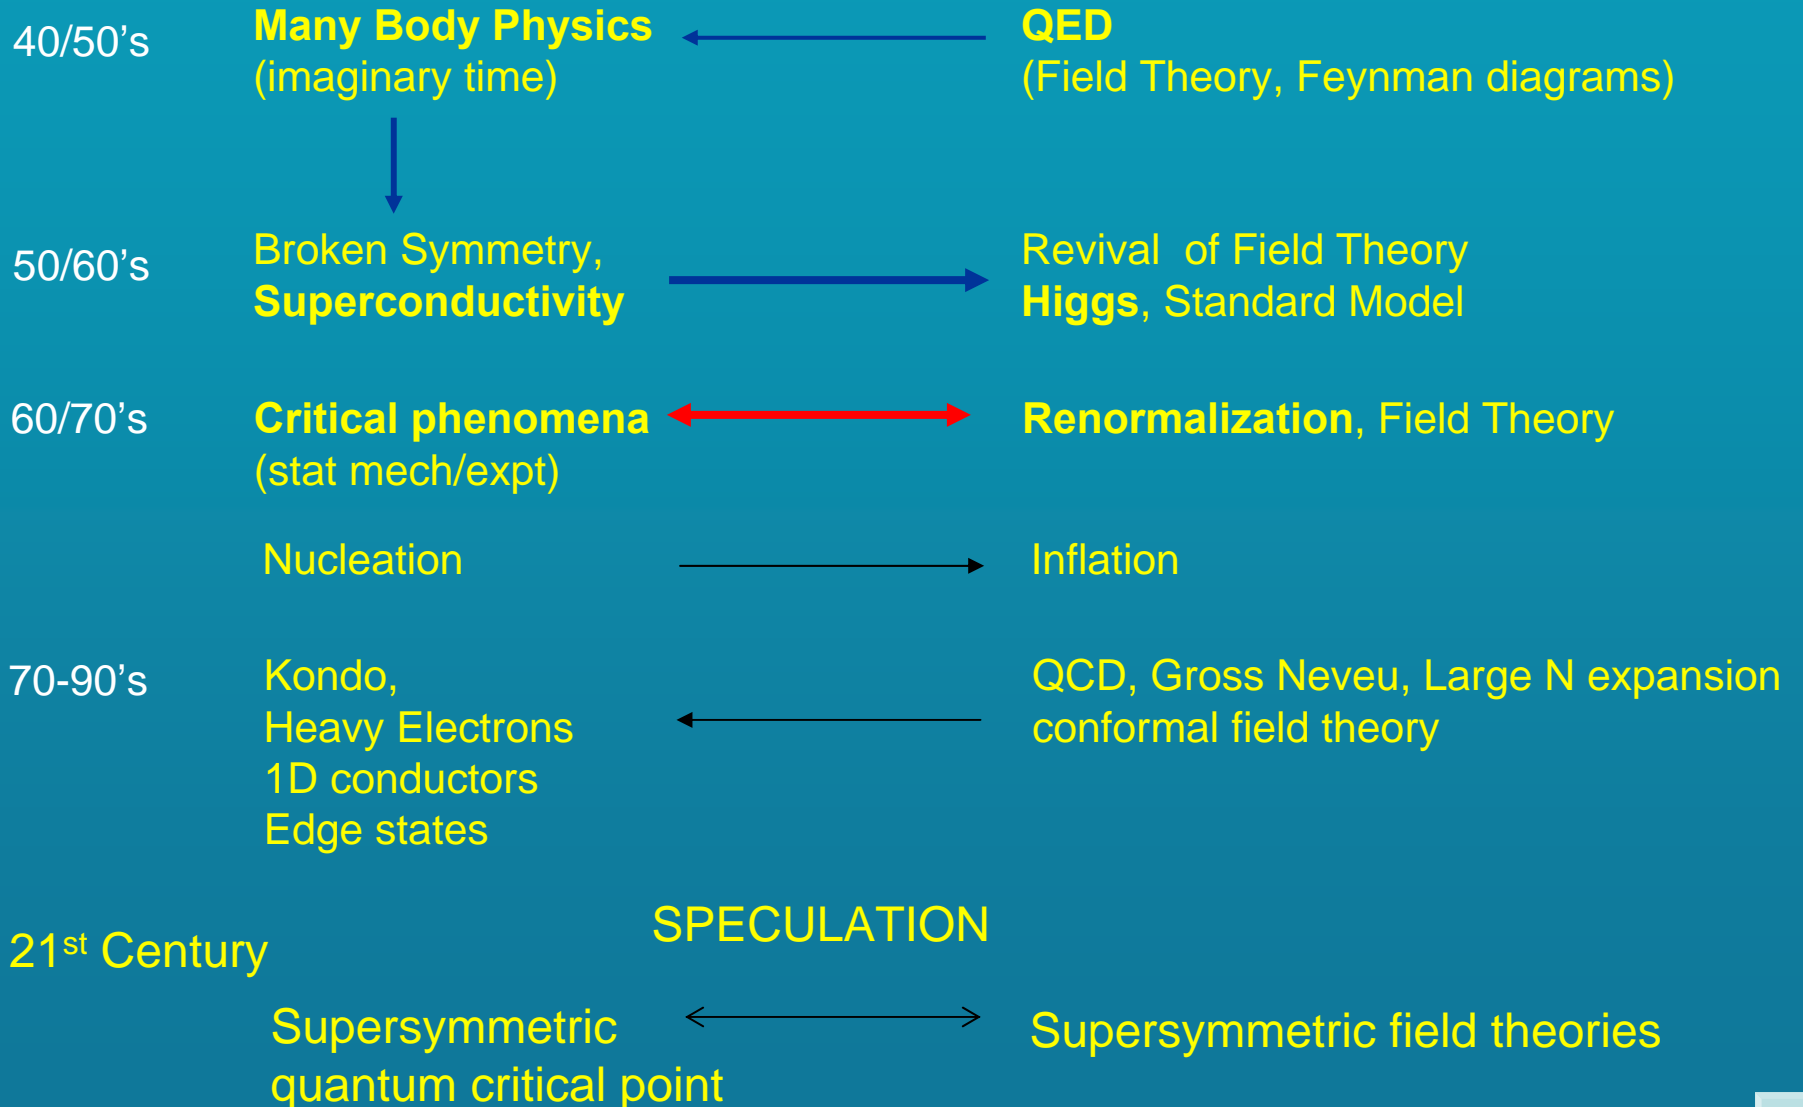 40/50's
Many Body Physics
(imaginary time)
QED
(Field Theory, Feynman diagrams)
50/60's
Broken Symmetry,
Superconductivity
Revival of Field Theory
Higgs, Standard Model
60/70's
Critical phenomena
(stat mech/expt)
Renormalization, Field Theory
Nucleation
Inflation
70-90's
Kondo,
Heavy Electrons
1D conductors
Edge states
QCD, Gross Neveu, Large N expansion
conformal field theory
SPECULATION
21st Century
Supersymmetric
quantum critical point
Supersymmetric field theories